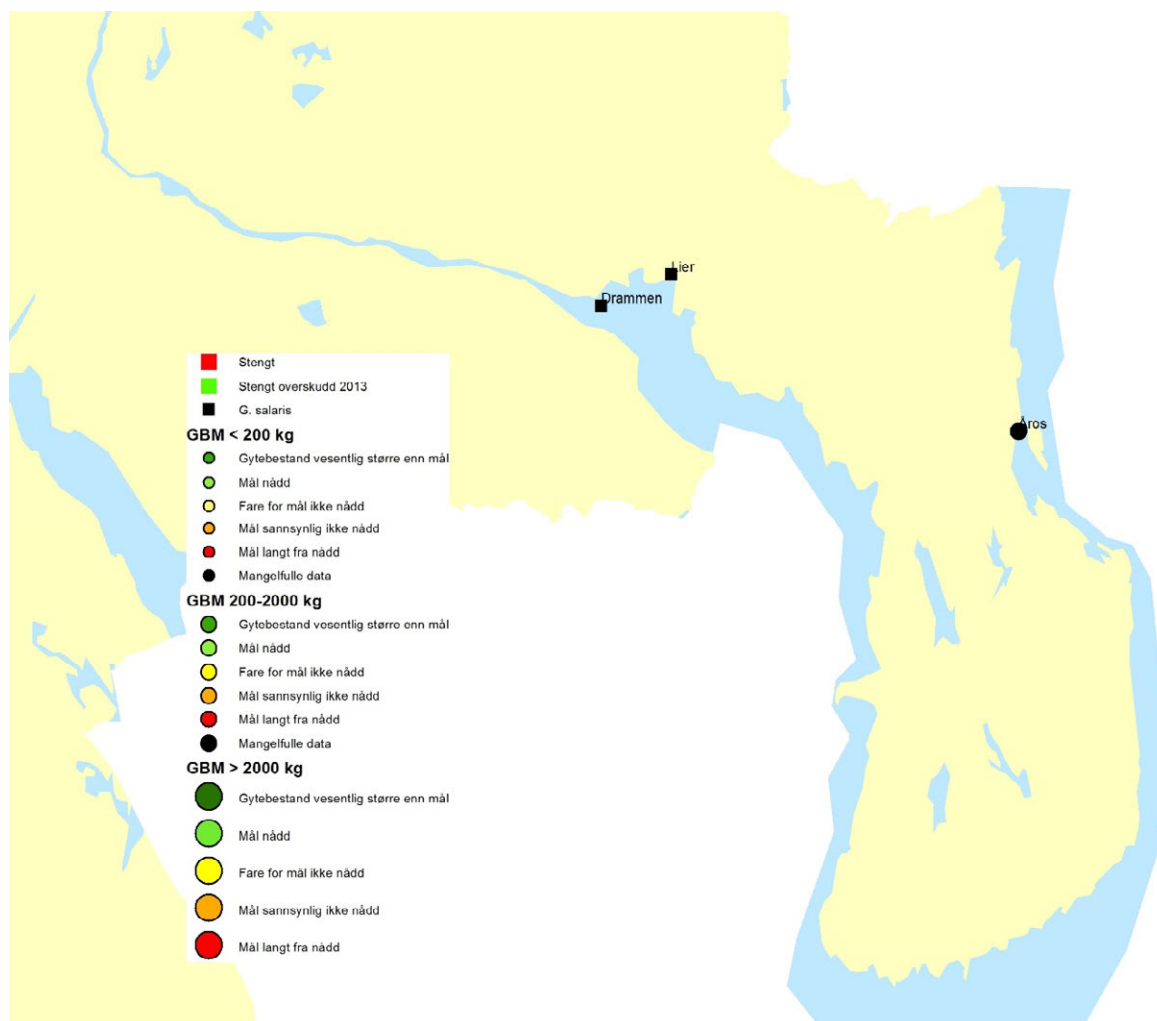 Lier
Drammen
Åros
Stengt
Stengt overskudd 2013
G. salaris
GBM < 200 kg
Gytebestand vesentlig større enn mål
Mål nådd
Fare for mål ikke nådd
Mål sannsynlig ikke nådd
Mål langt fra nådd
Mangelfulle data
GBM 200-2000 kg
Gytebestand vesentlig større enn mål
Mål nådd
Fare for mål ikke nådd
Mål sannsynlig ikke nådd
Mål langt fra nådd
Mangelfulle data
GBM > 2000 kg
Gytebestand vesentlig større enn mål
Mål nådd
Fare for mål ikke nådd
Mål sannsynlig ikke nådd
Mål langt fra nådd